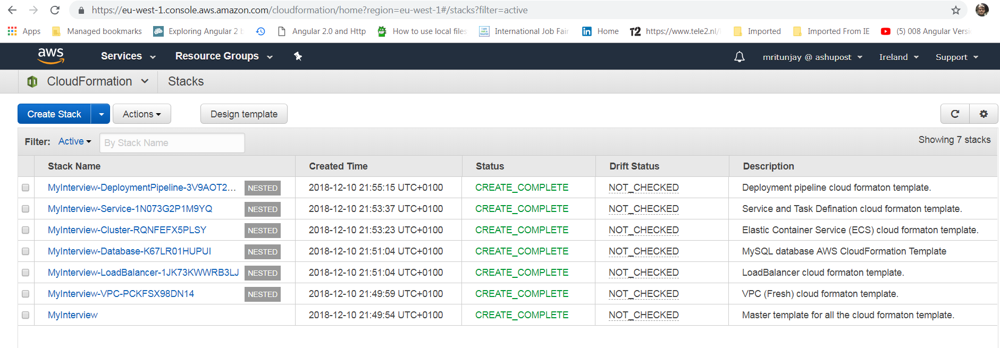 https://eu-west-1.console.aws.amazon.com/cloudformation/home?region=eu-west-1#/stacks?filter=active
Apps Managed bookmarks Exploring Angular 2 b Angular 2.0 and Http How to use local files International Job Fair Home T2 https://www.tele2.nl/ Imported Imported From IE (5) 008 Angular Versi
aws Services Resource Groups mritunjay @ ashupost Ireland Support
CloudFormation Stacks
Create Stack Actions Design template
Filter: Active By Stack Name Showing 7 stacks
Stack Name Created Time Status Drift Status Description
MyInterview-DeploymentPipeline-3V9AOT2... NESTED 2018-12-10 21:55:15 UTC+0100 CREATE_COMPLETE NOT_CHECKED Deployment pipeline cloud formaton template.
MyInterview-Service-1N073G2P1M9YQ NESTED 2018-12-10 21:53:37 UTC+0100 CREATE_COMPLETE NOT_CHECKED Service and Task Defination cloud formaton template.
MyInterview-Cluster-RQNFEFX5PLSY NESTED 2018-12-10 21:53:23 UTC+0100 CREATE_COMPLETE NOT_CHECKED Elastic Container Service (ECS) cloud formaton template.
MyInterview-Database-K67LR01HUPUI NESTED 2018-12-10 21:51:04 UTC+0100 CREATE_COMPLETE NOT_CHECKED MySQL database AWS CloudFormation Template
MyInterview-LoadBalancer-1JK73KWWRB3LJ NESTED 2018-12-10 21:51:04 UTC+0100 CREATE_COMPLETE NOT_CHECKED LoadBalancer cloud formaton template.
MyInterview-VPC-PCKFSX98DN14 NESTED 2018-12-10 21:49:59 UTC+0100 CREATE_COMPLETE NOT_CHECKED VPC (Fresh) cloud formaton template.
MyInterview 2018-12-10 21:49:54 UTC+0100 CREATE_COMPLETE NOT_CHECKED Master template for all the cloud formaton template.